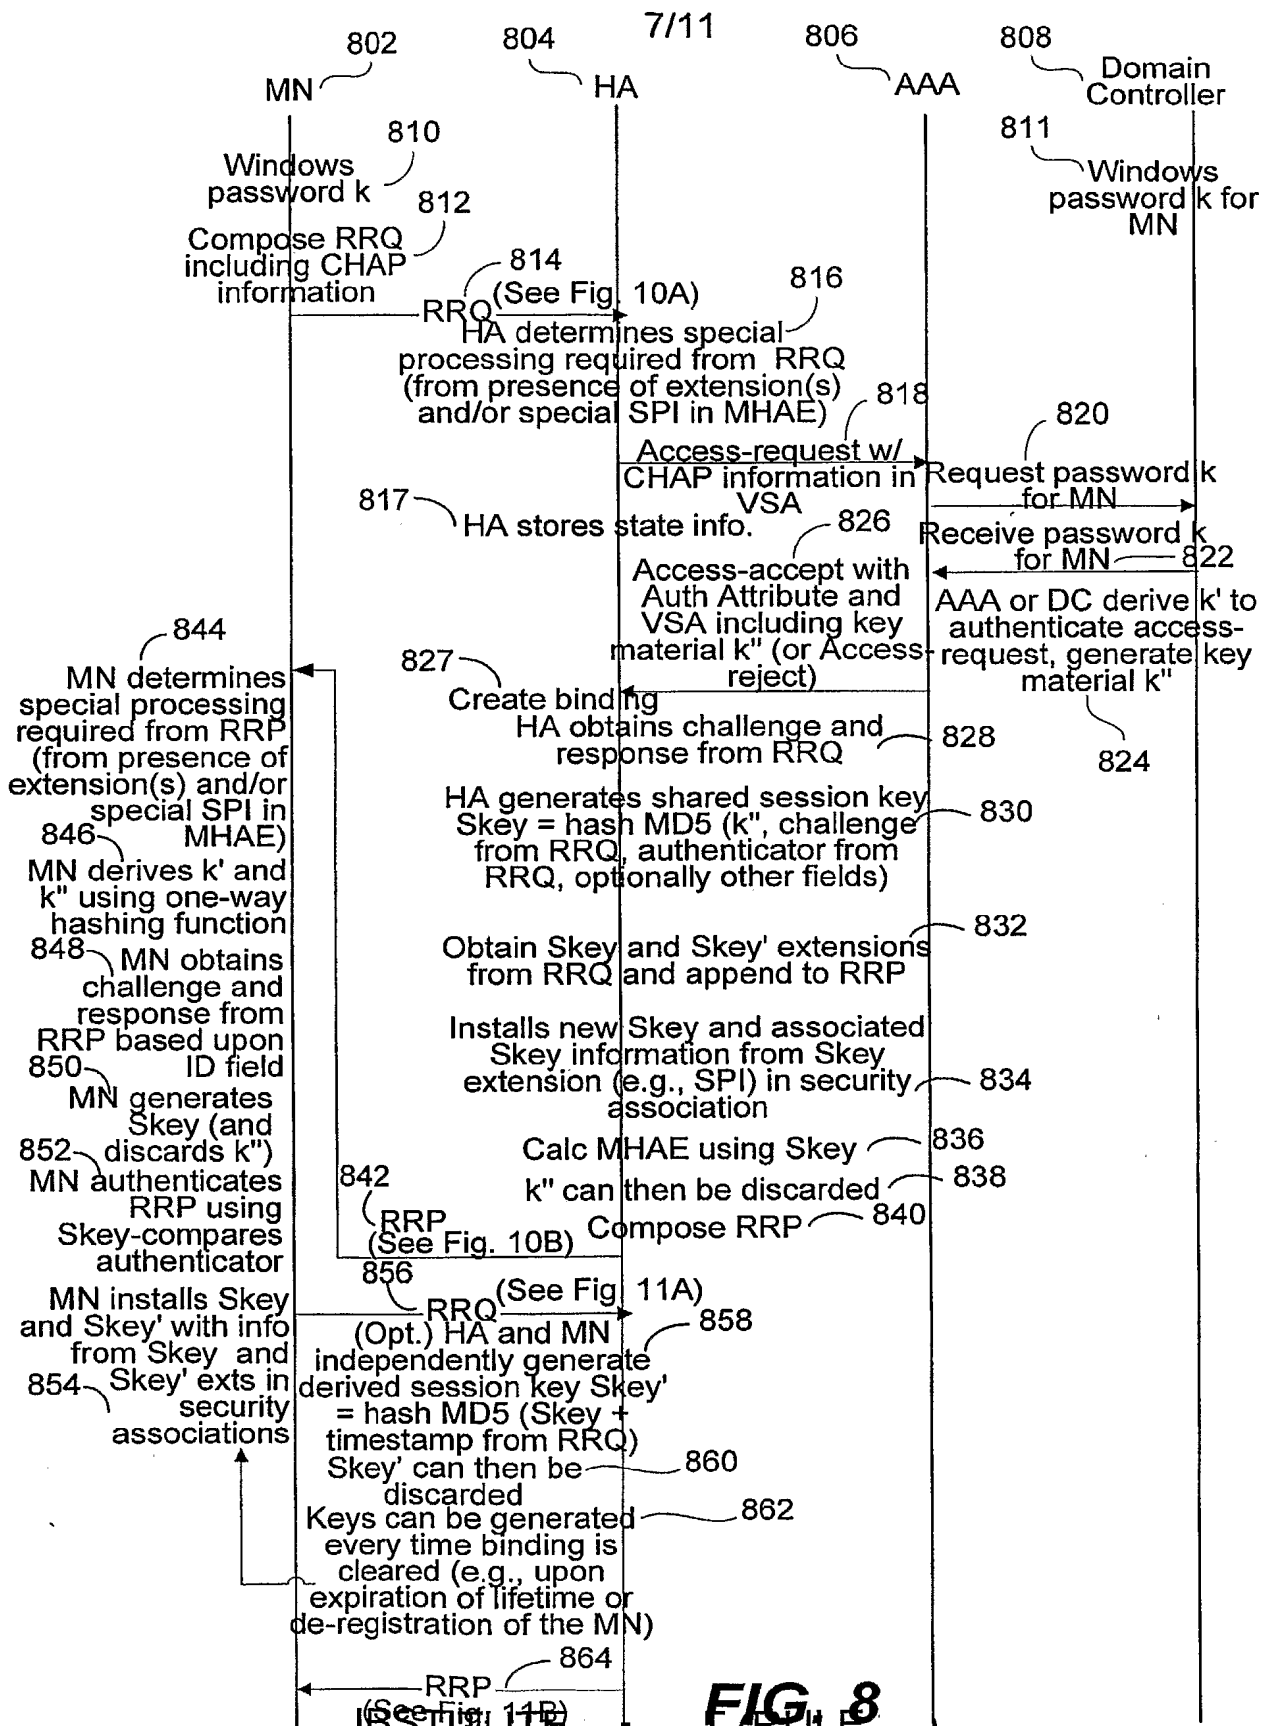 7/11
802
804
806
808
MN
HA
AAA
Domain
Controller
810
Windows
password k
811
Windows
password k for
MN
812
Compose RRQ
including CHAP
information
814
RRQ (See Fig. 10A)
816
HA determines special
processing required from RRQ
(from presence of extension(s)
and/or special SPI in MHAE)
818
Access-request w/
CHAP information in
VSA
820
Request password k
for MN
817
HA stores state info.
Receive password k
for MN 822
826
Access-accept with
Auth Attribute and
VSA including key
material k" (or Access-
reject)
AAA or DC derive k' to
authenticate access-
request, generate key
material k"
824
827
Create binding
HA obtains challenge and
response from RRQ
828
HA generates shared session key
Skey = hash MD5 (k", challenge
from RRQ, authenticator from
RRQ, optionally other fields)
830
832
Obtain Skey and Skey' extensions
from RRQ and append to RRP
Installs new Skey and associated
Skey information from Skey
extension (e.g., SPI) in security
association
834
Calc MHAE using Skey 836
k" can then be discarded 838
Compose RRP 840
842
RRP
(See Fig. 10B)
844
MN determines
special processing
required from RRP
(from presence of
extension(s) and/or
special SPI in
MHAE)
846
MN derives k' and
k" using one-way
hashing function
848
MN obtains
challenge and
response from
RRP based upon
ID field
850
MN generates
Skey (and
discards k")
852
MN authenticates
RRP using
Skey-compares
authenticator
MN installs Skey
and Skey' with info
from Skey and
Skey' exts in
security
associations
854
856
RRQ (See Fig. 11A)
858
(Opt.) HA and MN
independently generate
derived session key Skey'
= hash MD5 (Skey +
timestamp from RRQ)
Skey' can then be
discarded
860
Keys can be generated
every time binding is
cleared (e.g., upon
expiration of lifetime or
de-registration of the MN)
862
864
RRP
(See Fig. 11B)
FIG. 8